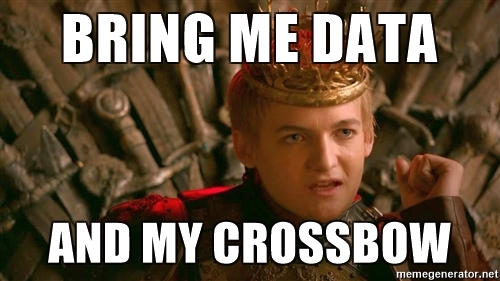 BRING ME DATA
AND MY CROSSBOW
memegenerator.net